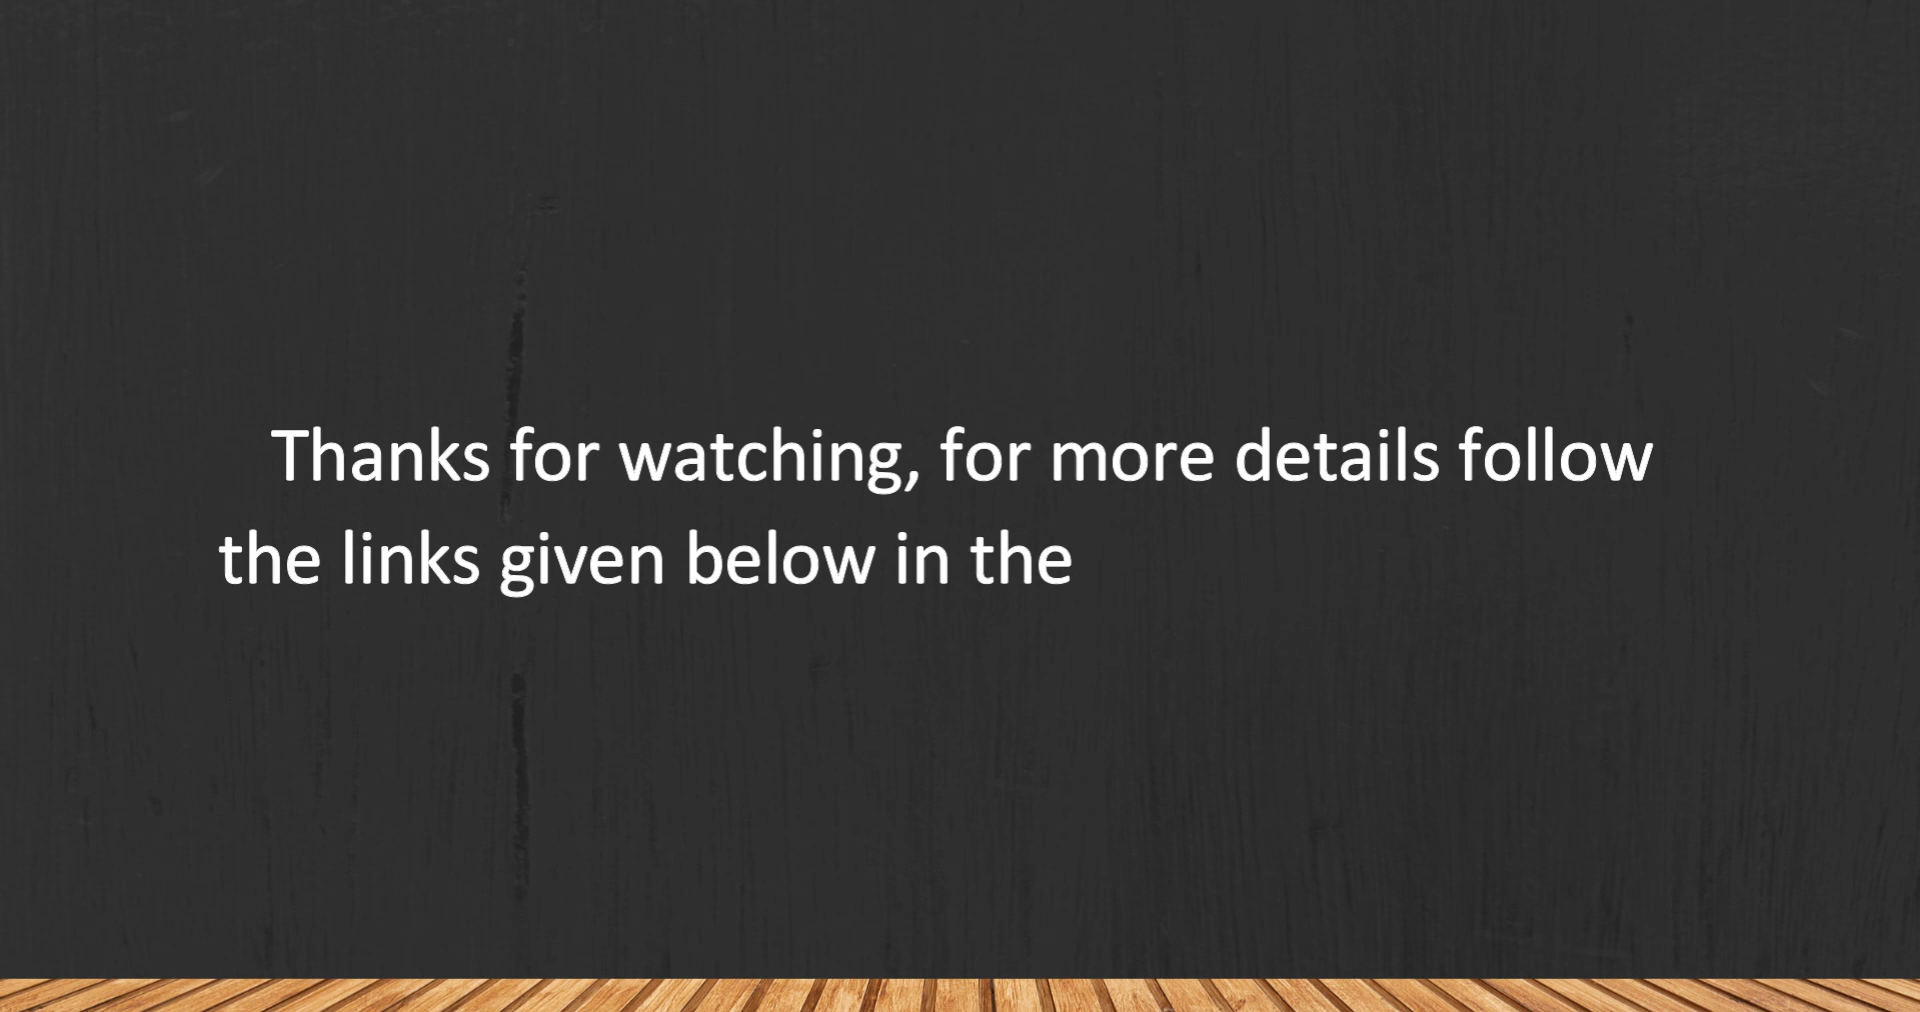 Thanks for watching, for more details follow
the links given below in the